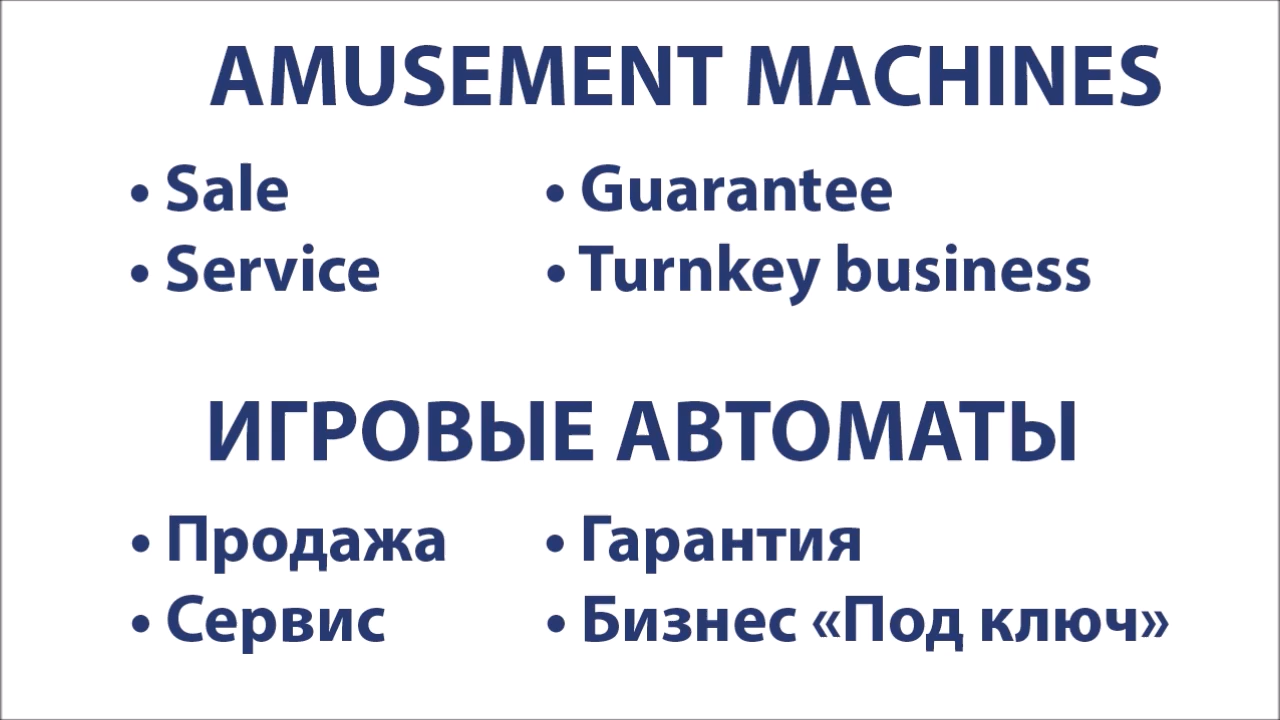 AMUSEMENT MACHINES
• Sale • Guarantee
• Service • Turnkey business
ИГРОВЫЕ АВТОМАТЫ
• Продажа • Гарантия
• Сервис • Бизнес «Под ключ»